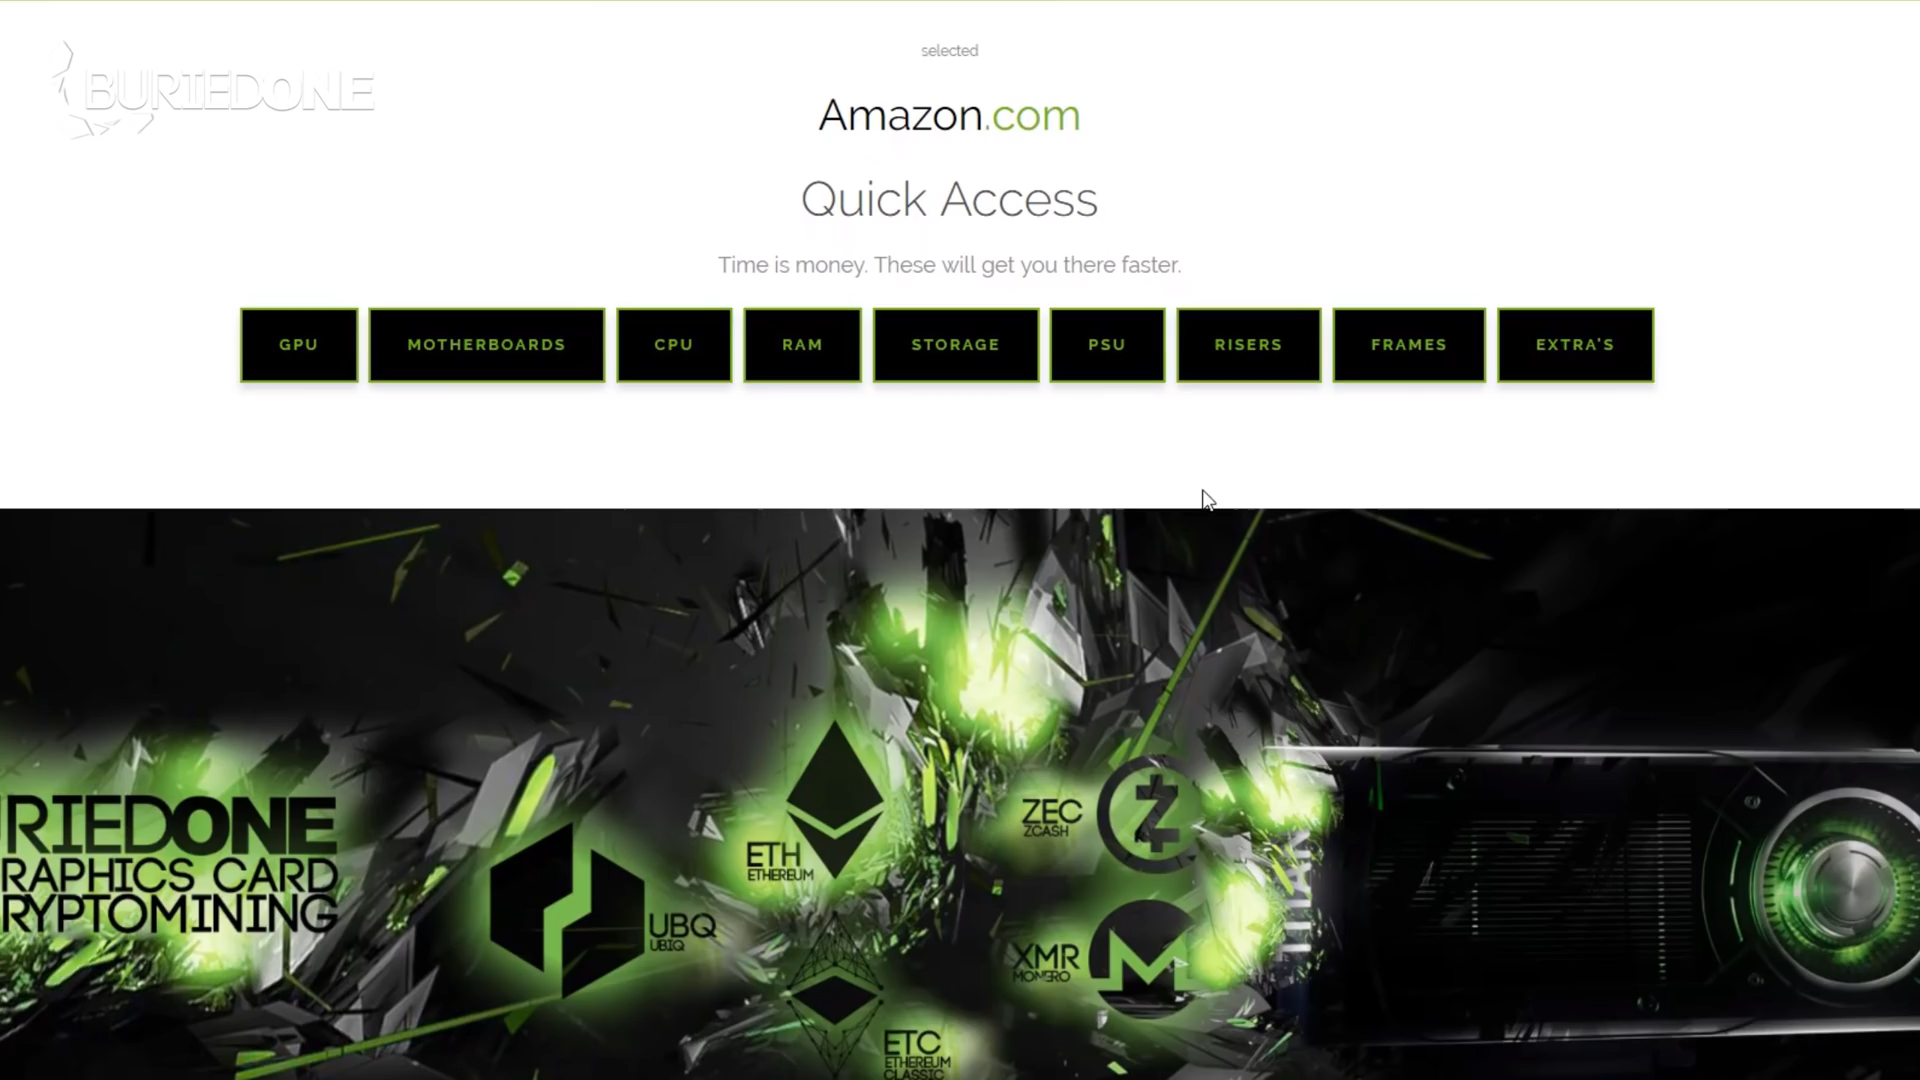 BURIEDONE
selected
Amazon.com
Quick Access
Time is money. These will get you there faster.
GPU
MOTHERBOARDS
CPU
RAM
STORAGE
PSU
RISERS
FRAMES
EXTRA'S
URIEDONE
RAPHICS CARD
RYPTOMINING
UBQ
UBIQ
ETH
ETHEREUM
ZEC
ZCASH
XMR
MONERO
ETC
ETHEREUM
CLASSIC